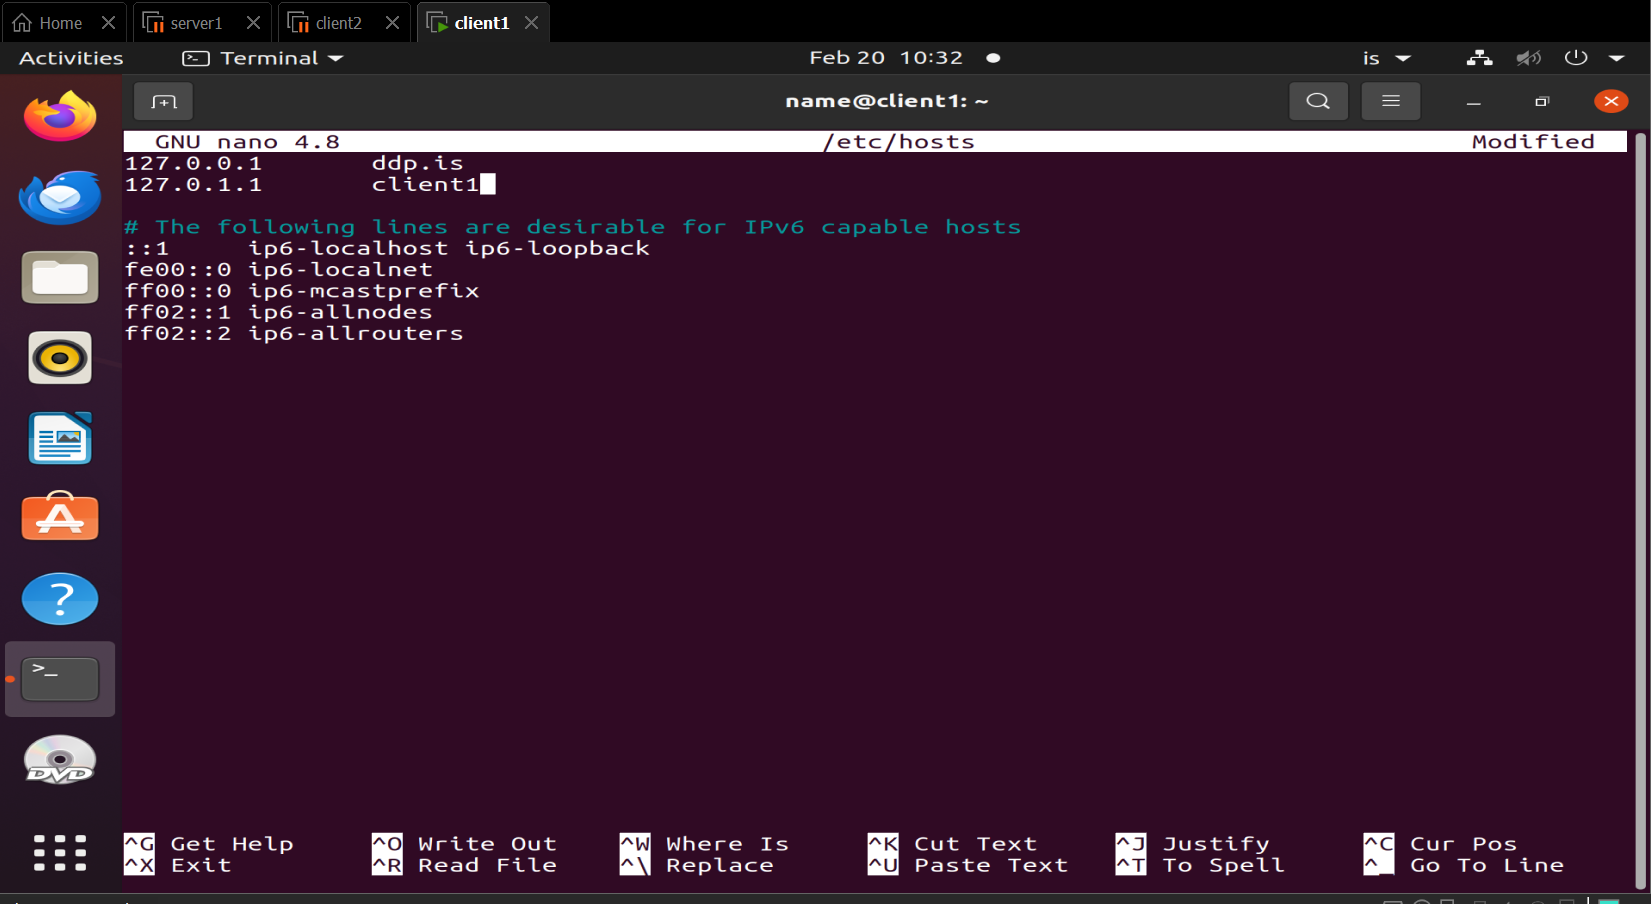 Home
server1
client2
client1
Activities
Terminal
Feb 20 10:32
is
name@client1: ~
GNU nano 4.8 /etc/hosts Modified
127.0.0.1 ddp.is
127.0.1.1 client1
# The following lines are desirable for IPv6 capable hosts
::1 ip6-localhost ip6-loopback
fe00::0 ip6-localnet
ff00::0 ip6-mcastprefix
ff02::1 ip6-allnodes
ff02::2 ip6-allrouters
>_
DVD
^G Get Help ^O Write Out ^W Where Is ^K Cut Text ^J Justify ^C Cur Pos
^X Exit ^R Read File ^\ Replace ^U Paste Text ^T To Spell ^_ Go To Line